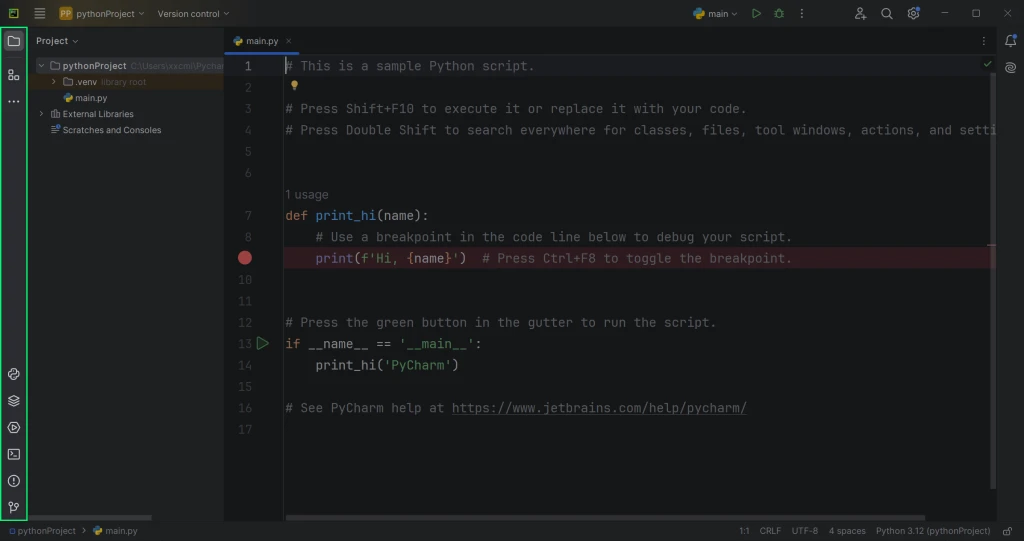 PP pythonProject Version control main
Project
main.py
pythonProject
.venv library root
main.py
External Libraries
Scratches and Consoles
1 # This is a sample Python script.
2
3 # Press Shift+F10 to execute it or replace it with your code.
4 # Press Double Shift to search everywhere for classes, files, tool windows, actions, and setti
5
6
1 usage
7 def print_hi(name):
8 # Use a breakpoint in the code line below to debug your script.
print(f'Hi, {name}') # Press Ctrl+F8 to toggle the breakpoint.
10
11
12 # Press the green button in the gutter to run the script.
13 if __name__ == '__main__':
14 print_hi('PyCharm')
15
16 # See PyCharm help at https://www.jetbrains.com/help/pycharm/
17
pythonProject main.py 1:1 CRLF UTF-8 4 spaces Python 3.12 (pythonProject)